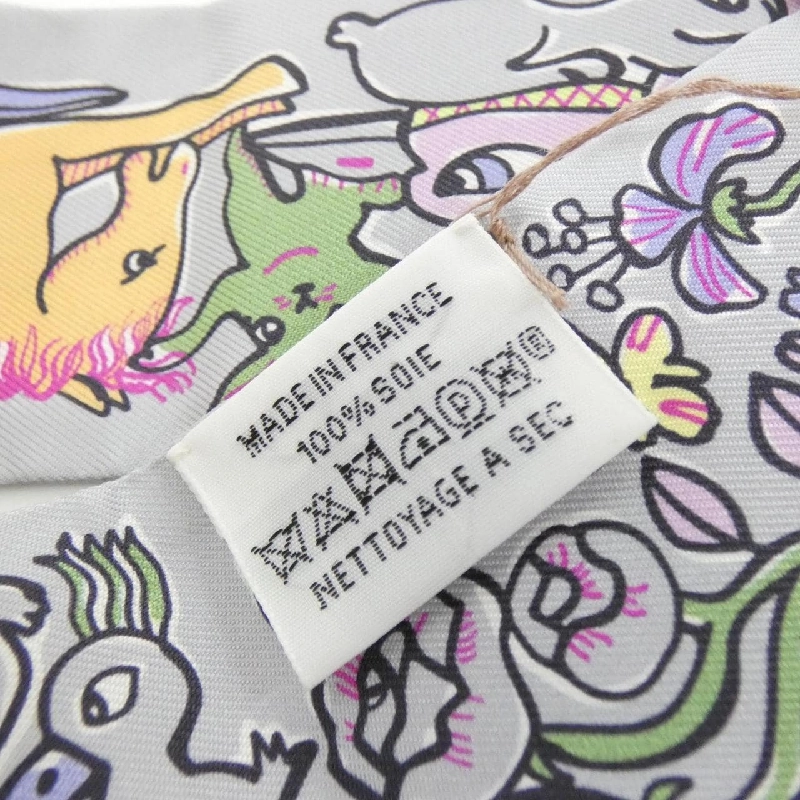 MADE IN FRANCE
100% SOIE
Ⓟ ®
NETTOYAGE A SEC